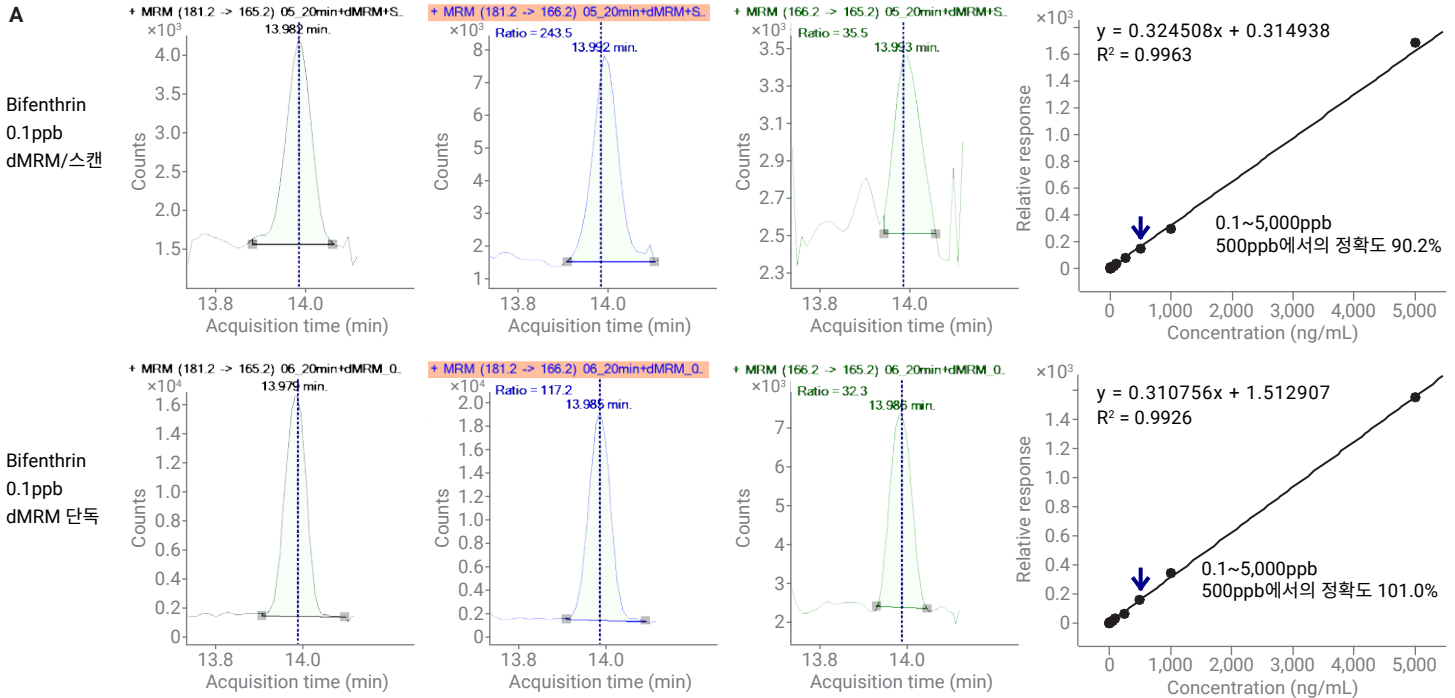 A
Bifenthrin
0.1ppb
dMRM/스캔
+ MRM (181.2 -> 165.2) 05_20min+dMRM+S..
×10³
13.982 min.
4.0
3.5
3.0
2.5
2.0
1.5
Counts
13.8
14.0
Acquisition time (min)
+ MRM (181.2 -> 166.2) 05_20min+dMRM+S..
×10³
Ratio = 243.5
13.992 min.
8
7
6
5
4
3
2
1
Counts
13.8
14.0
Acquisition time (min)
+ MRM (166.2 -> 165.2) 05_20min+dMRM+S..
×10³
Ratio = 35.5
13.993 min.
3.5
3.3
3.1
2.9
2.7
2.5
2.3
Counts
13.8
14.0
Acquisition time (min)
×10³
y = 0.324508x + 0.314938
R² = 0.9963
1.8
1.6
1.4
1.2
1.0
0.8
0.6
0.4
0.2
0
Relative response
0.1~5,000ppb
500ppb에서의 정확도 90.2%
0
1,000
2,000
3,000
4,000
5,000
Concentration (ng/mL)
Bifenthrin
0.1ppb
dMRM 단독
+ MRM (181.2 -> 165.2) 06_20min+dMRM_0..
×10⁴
13.979 min.
1.6
1.4
1.2
1.0
0.8
0.6
0.4
0.2
0
Counts
13.8
14.0
Acquisition time (min)
+ MRM (181.2 -> 166.2) 06_20min+dMRM_0..
×10⁴
Ratio = 117.2
13.985 min.
2.0
1.8
1.6
1.4
1.2
1.0
0.8
0.6
0.4
0.2
0
Counts
13.8
14.0
Acquisition time (min)
+ MRM (166.2 -> 165.2) 06_20min+dMRM_0..
×10³
Ratio = 32.3
13.986 min.
7
6
5
4
3
2
Counts
13.8
14.0
Acquisition time (min)
×10³
y = 0.310756x + 1.512907
R² = 0.9926
1.6
1.4
1.2
1.0
0.8
0.6
0.4
0.2
0
Relative response
0.1~5,000ppb
500ppb에서의 정확도 101.0%
0
1,000
2,000
3,000
4,000
5,000
Concentration (ng/mL)